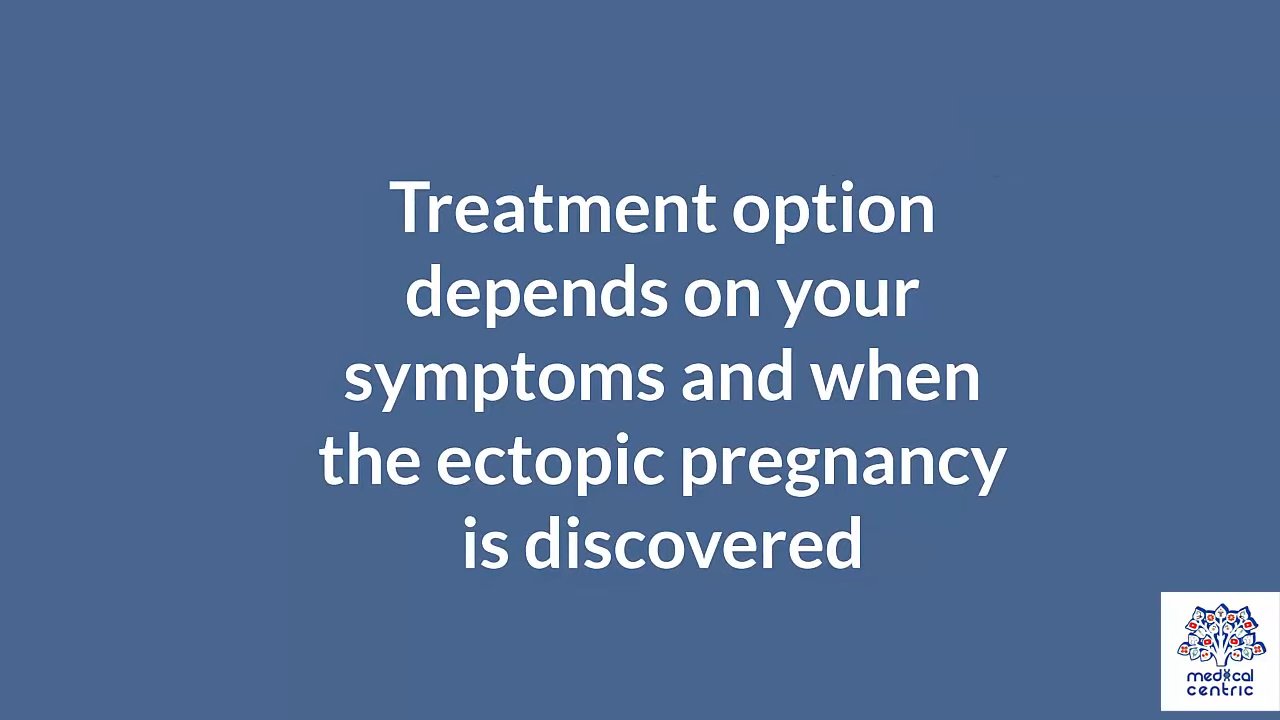 Treatment option
depends on your
symptoms and when
the ectopic pregnancy
is discovered
medical
centric